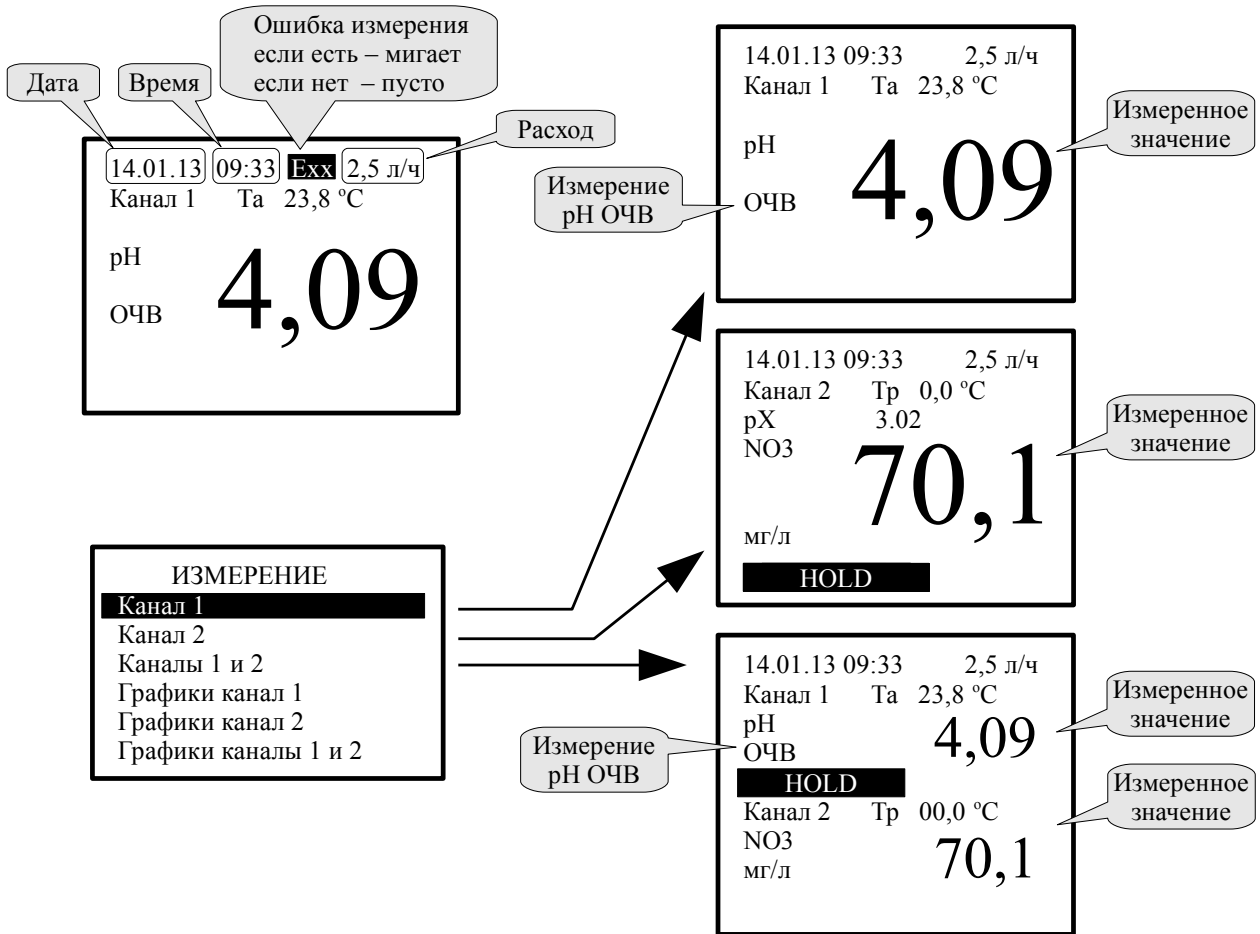 Ошибка измерения
если есть – мигает
если нет – пусто
Дата
Время
Расход
14.01.13 09:33 Exx 2,5 л/ч
Канал 1 Та 23,8 °C
pH
ОЧВ
4,09
ИЗМЕРЕНИЕ
Канал 1
Канал 2
Каналы 1 и 2
Графики канал 1
Графики канал 2
Графики каналы 1 и 2
14.01.13 09:33 2,5 л/ч
Канал 1 Та 23,8 °C
pH
ОЧВ
4,09
Измеренное
значение
Измерение
pH ОЧВ
14.01.13 09:33 2,5 л/ч
Канал 2 Тр 0,0 °C
pX 3.02
NO3
70,1
мг/л
HOLD
Измеренное
значение
14.01.13 09:33 2,5 л/ч
Канал 1 Та 23,8 °C
pH
ОЧВ
4,09
HOLD
Канал 2 Тр 00,0 °C
NO3
мг/л
70,1
Измерение
pH ОЧВ
Измеренное
значение
Измеренное
значение